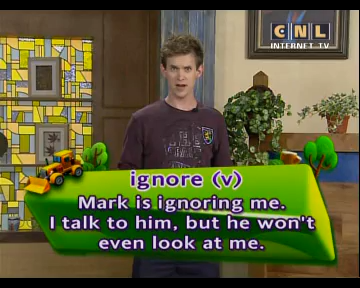 CNL
INTERNET TV
ignore (v)
Mark is ignoring me.
I talk to him, but he won't
even look at me.